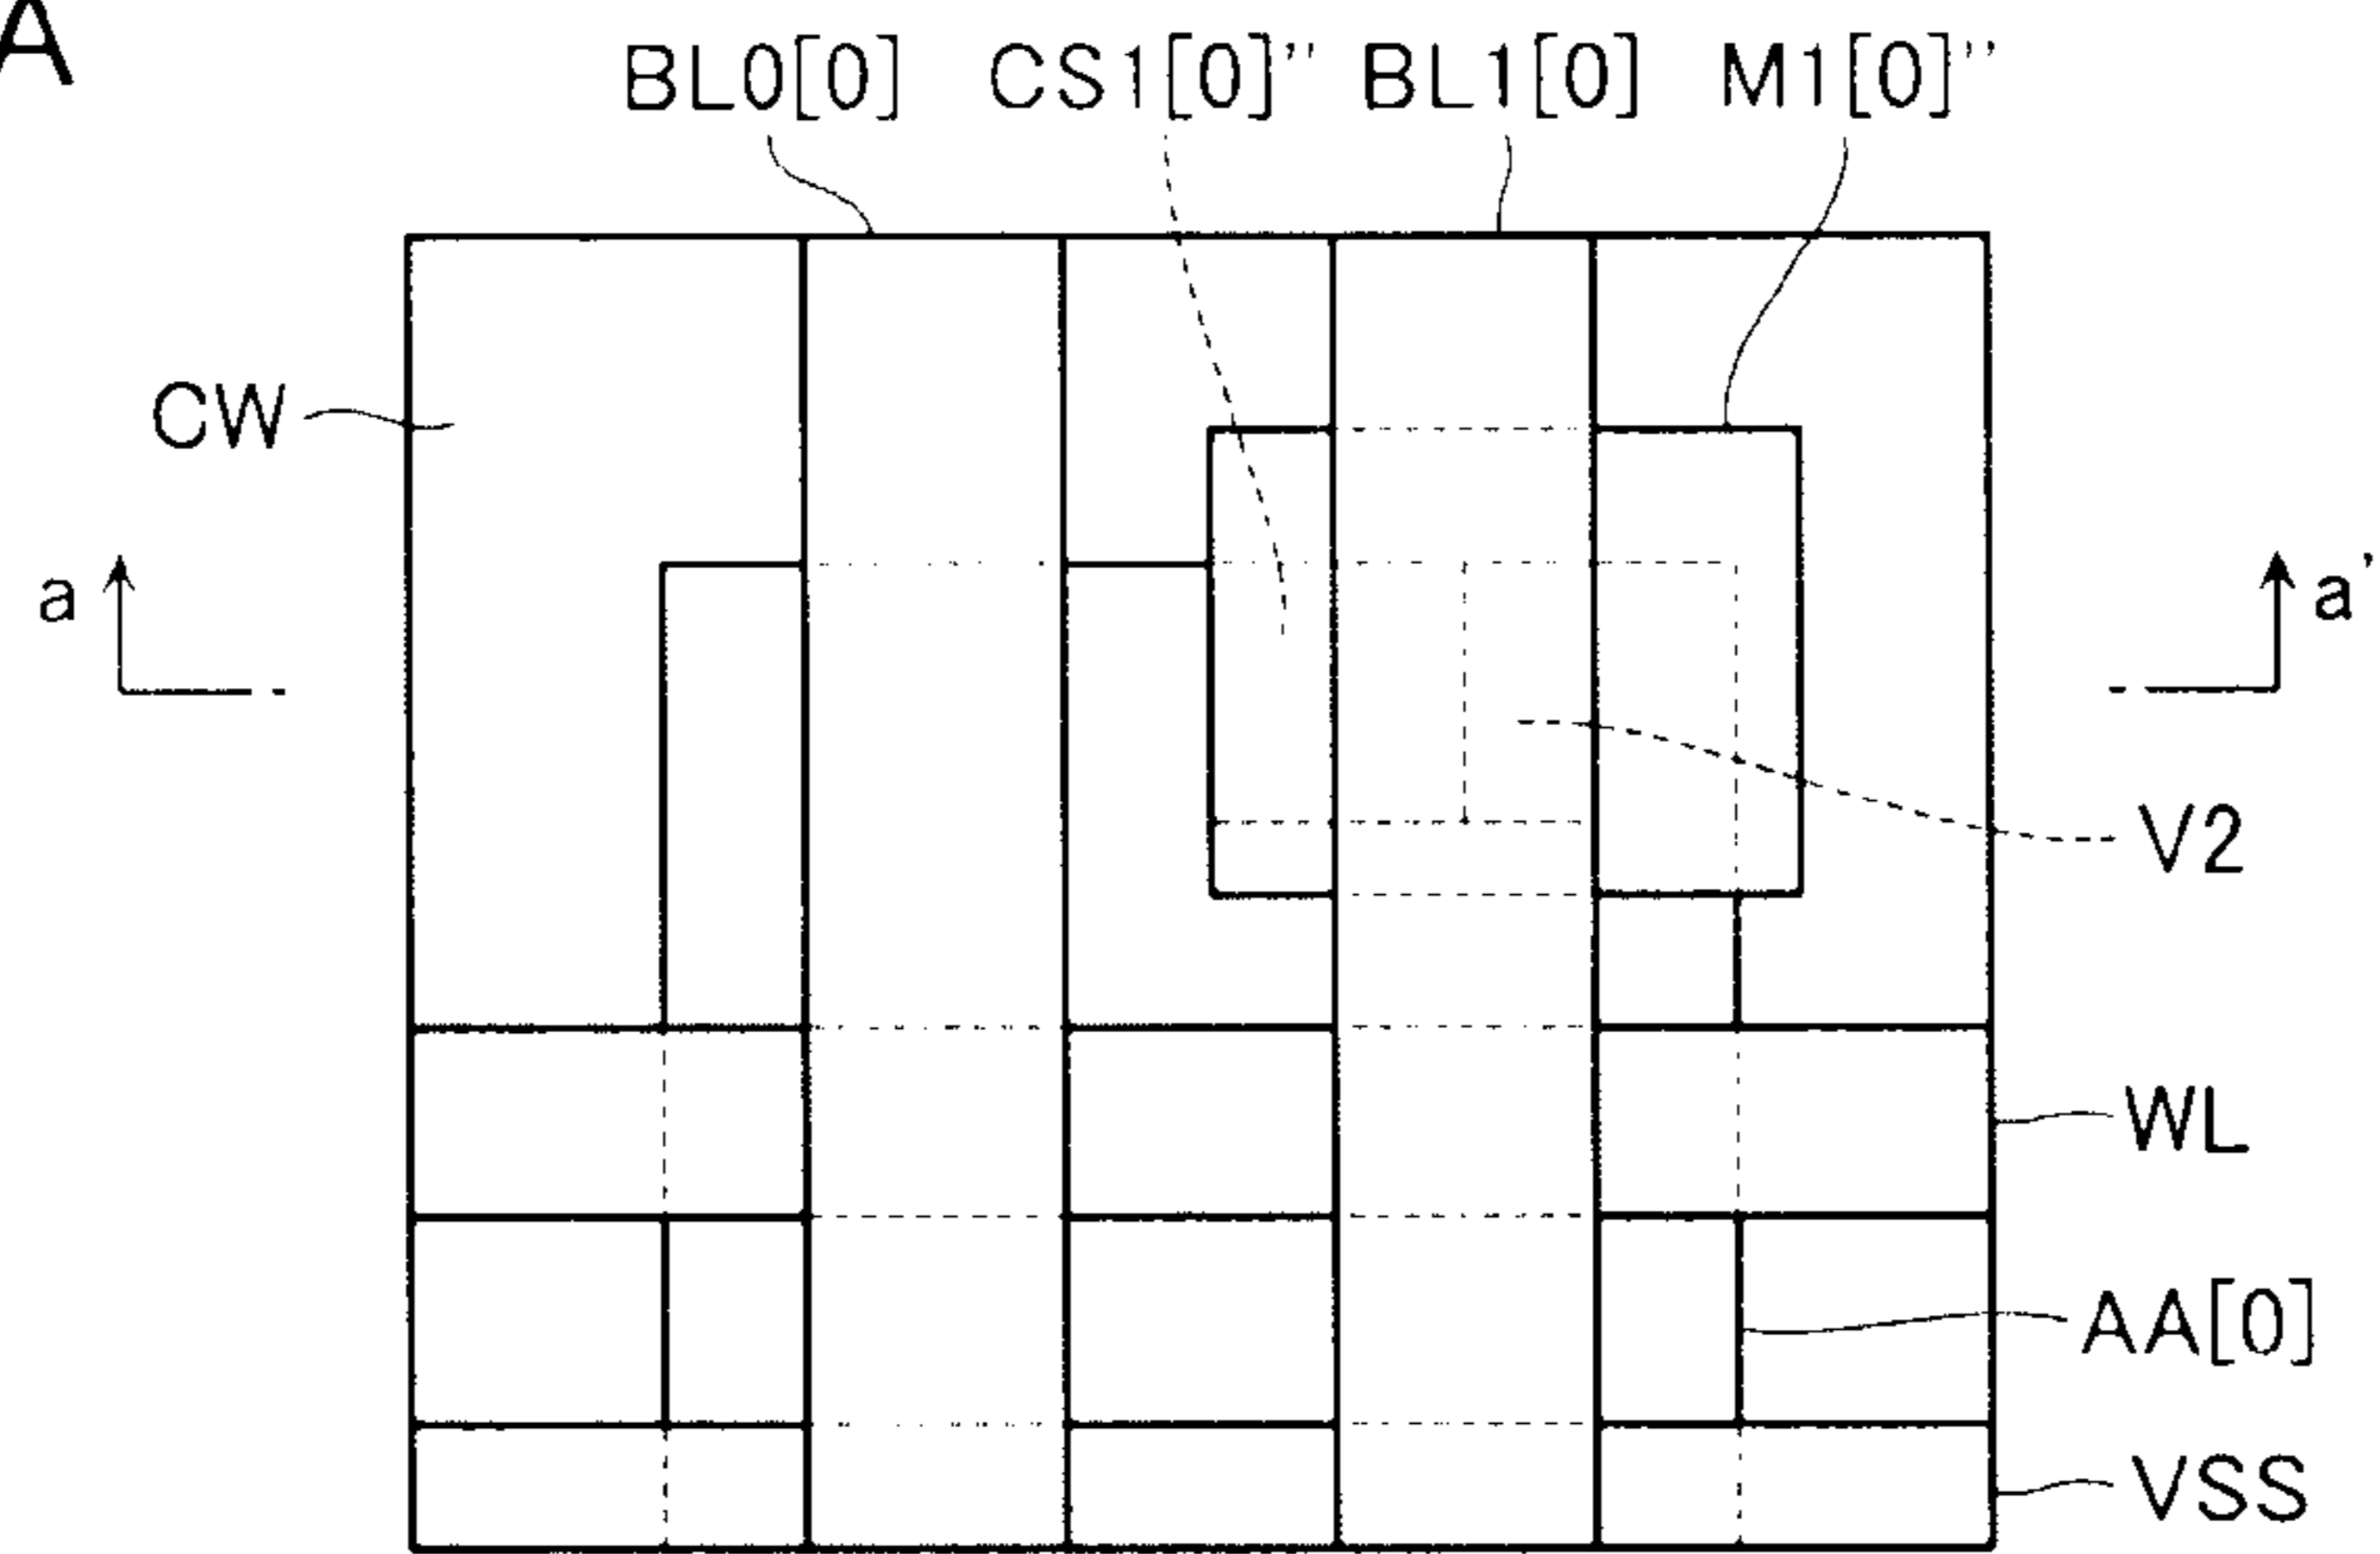 A
BL0[0] CS1[0]" BL1[0] M1[0]"
CW
a a'
V2
WL
AA[0]
VSS